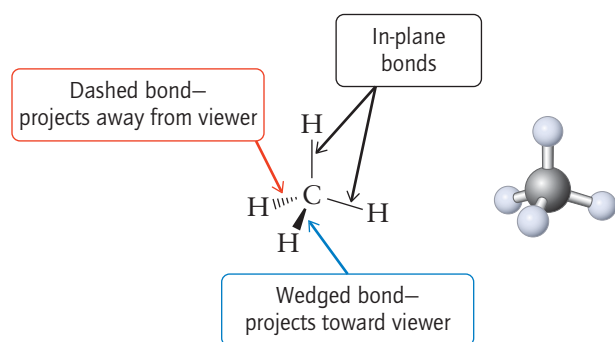 In-plane
bonds
Dashed bond—
projects away from viewer
H
H C H
H
Wedged bond—
projects toward viewer